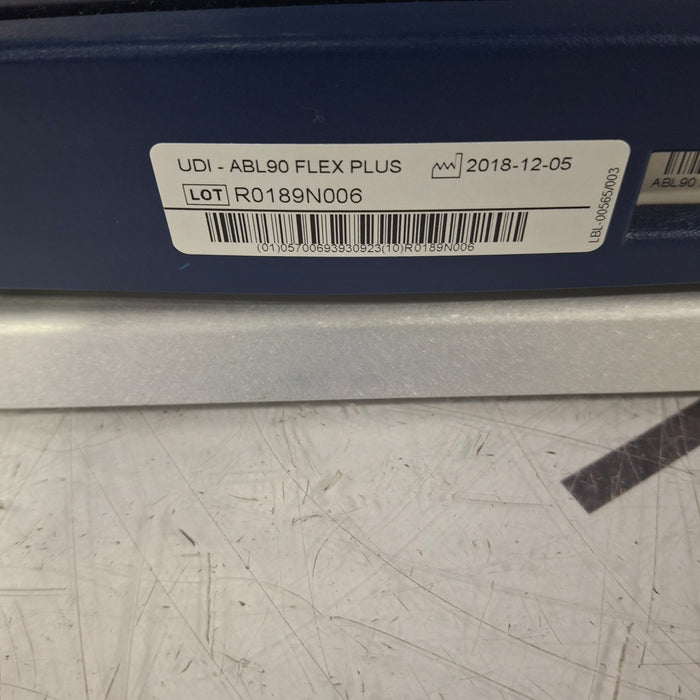 UDI - ABL90 FLEX PLUS 2018-12-05
LOT R0189N006
(01)05700693930923(10)R0189N006
LBL-00565/003
ABL90